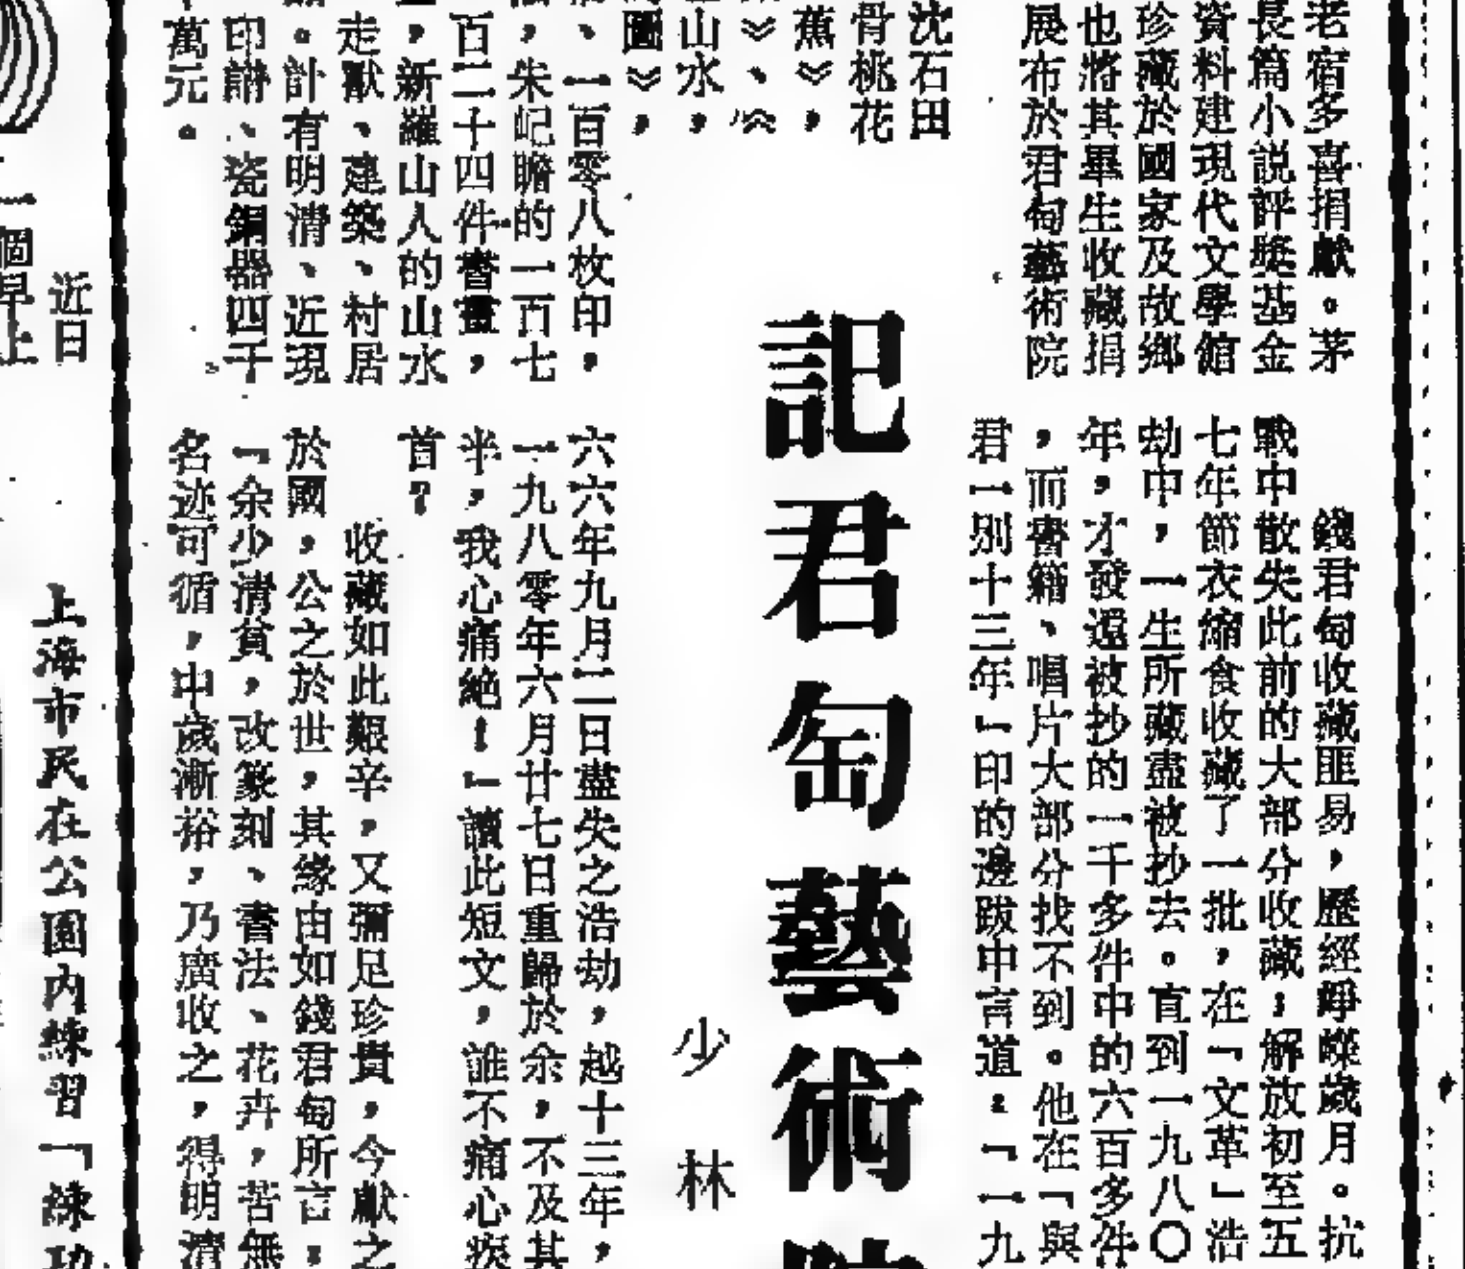 老宿多喜捐獻。茅
長篇小説評獎基金
資料建現代文學館
珍藏於國家及故鄉
也將其畢生收藏捐
展布於君匋藝術院
沈石田
骨桃花
蕉》，
》、《
山水，
圖》，
、一百零八枚印，
，朱屺瞻的一百七
百二十四件書畫，
，新羅山人的山水
走獸、建築、村居
。計有明清、近現
印譜、瓷銅器四千
萬元。
記君匋藝術院
少林
錢君匋收藏匪易，歷經崢嶸歲月。抗
戰中散失此前的大部分收藏；解放初至五
七年節衣縮食收藏了一批，在「文革」浩
劫中，一生所藏盡被抄去。直到一九八〇
年，才發還被抄的一千多件中的六百多件
，而書籍、唱片大部分找不到。他在「與
君一別十三年」印的邊跋中言道：「一九
六六年九月二日盡失之浩劫，越十三年，
一九八零年六月廿七日重歸於余，不及其
半，我心痛絶！」讀此短文，誰不痛心疾
首？
收藏如此艱辛，又彌足珍貴，今獻之
於國，公之於世，其緣由如錢君匋所言，
「余少清貧，改篆刻、書法、花卉，苦無
名迹可循，中歲漸裕，乃廣收之，得明清
近日
一個早上
上海市民在公園内練習「練功